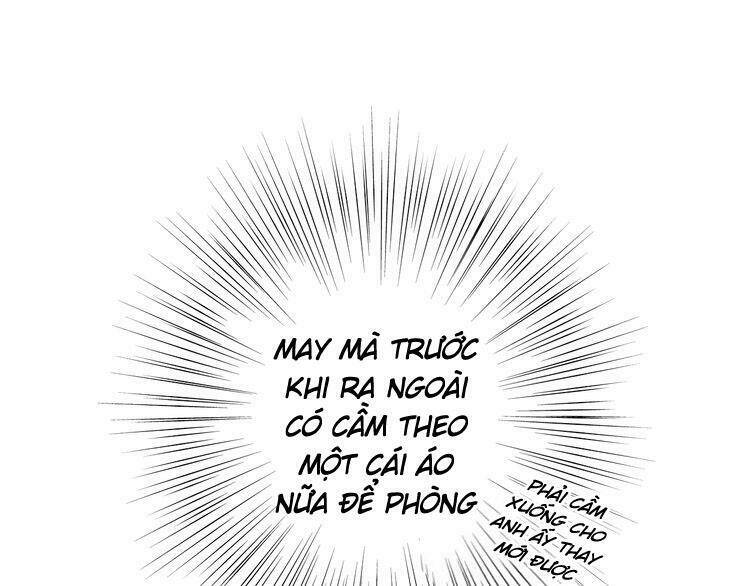 MAY MÀ TRƯỚC
KHI RA NGOÀI
CÓ CẦM THEO
MỘT CÁI ÁO
NỮA ĐỂ PHÒNG
PHẢI CẦM
XUỐNG CHO
ANH ẤY THAY
MỚI ĐƯỢC